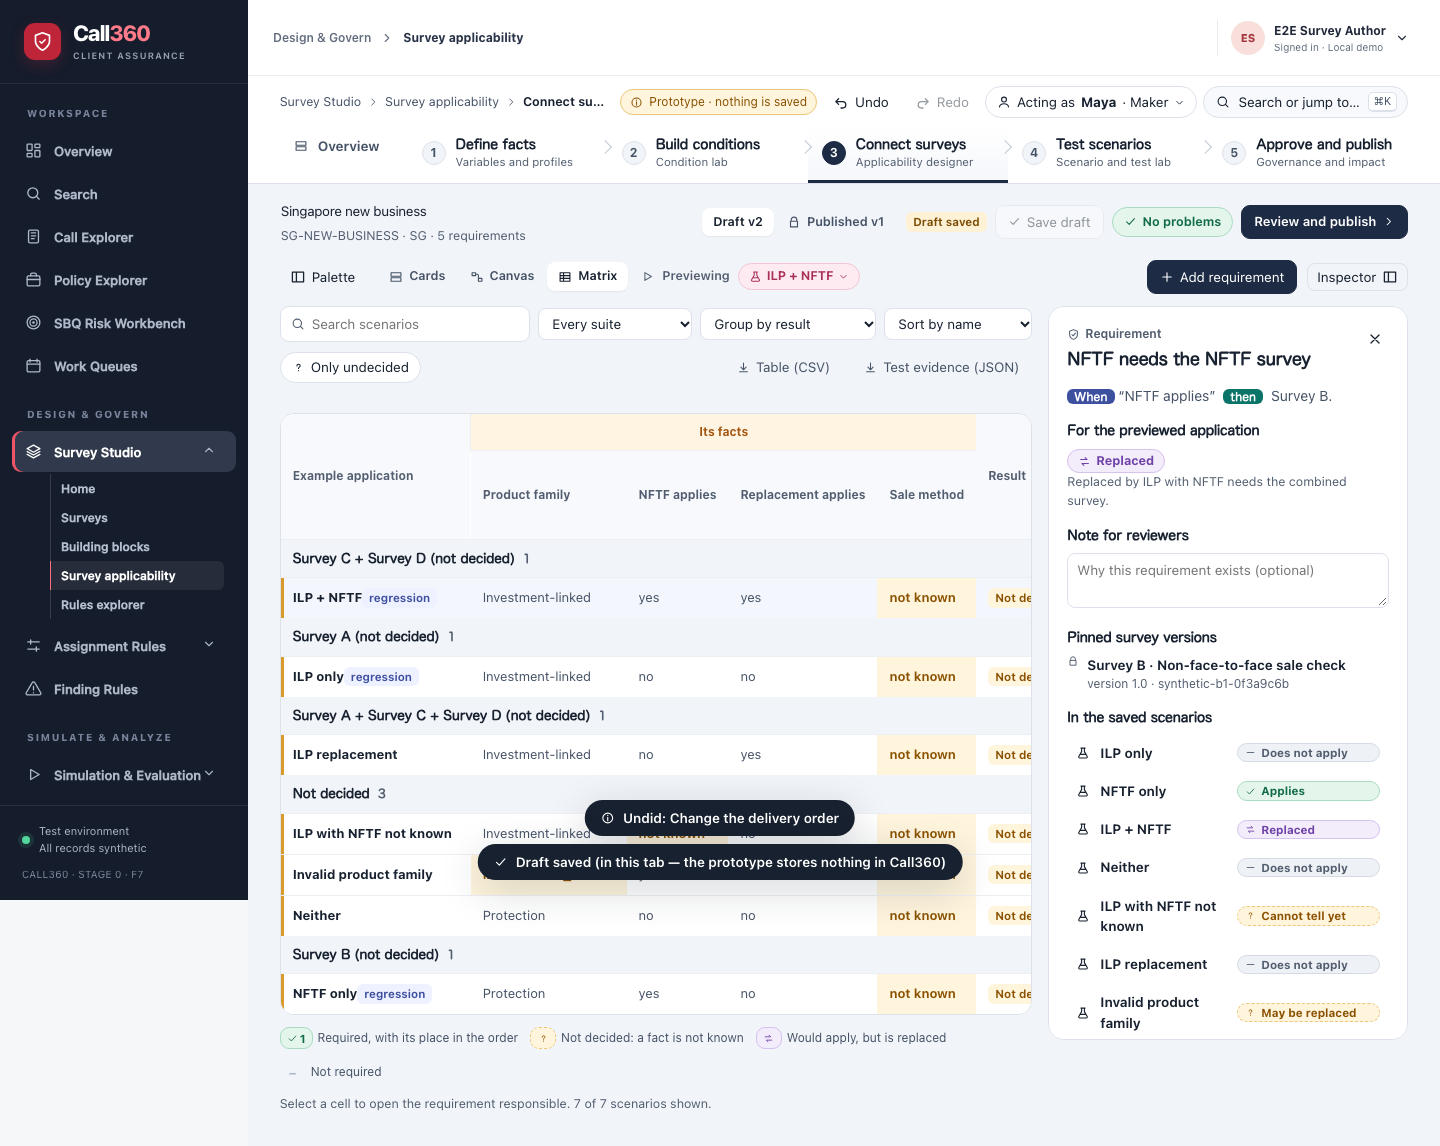 Call360
CLIENT ASSURANCE
WORKSPACE
Overview
Search
Call Explorer
Policy Explorer
SBQ Risk Workbench
Work Queues
DESIGN & GOVERN
Survey Studio
Home
Surveys
Building blocks
Survey applicability
Rules explorer
Assignment Rules
Finding Rules
SIMULATE & ANALYZE
Simulation & Evaluation
Test environment
All records synthetic
CALL360 · STAGE 0 · F7
Design & Govern > Survey applicability
ES
E2E Survey Author
Signed in · Local demo
Survey Studio > Survey applicability > Connect su...
Prototype · nothing is saved
Undo
Redo
Acting as Maya · Maker
Search or jump to... ⌘K
Overview
1 Define facts
Variables and profiles
2 Build conditions
Condition lab
3 Connect surveys
Applicability designer
4 Test scenarios
Scenario and test lab
5 Approve and publish
Governance and impact
Singapore new business
SG-NEW-BUSINESS · SG · 5 requirements
Draft v2
Published v1
Draft saved
Save draft
No problems
Review and publish
Palette
Cards
Canvas
Matrix
Previewing
ILP + NFTF
Add requirement
Inspector
Search scenarios
Every suite
Group by result
Sort by name
? Only undecided
Table (CSV)
Test evidence (JSON)
Example application
Its facts
Result
Product family
NFTF applies
Replacement applies
Sale method
Survey C + Survey D (not decided) 1
ILP + NFTF regression Investment-linked yes yes not known Not de
Survey A (not decided) 1
ILP only regression Investment-linked no no not known Not de
Survey A + Survey C + Survey D (not decided) 1
ILP replacement Investment-linked no yes not known Not de
Not decided 3
ILP with NFTF not known Investment-linked not known no not known Not de
Invalid product family Not de
Neither Protection no no not known Not de
Survey B (not decided) 1
NFTF only regression Protection yes no not known Not de
Undid: Change the delivery order
Draft saved (in this tab — the prototype stores nothing in Call360)
1 Required, with its place in the order
? Not decided: a fact is not known
Would apply, but is replaced
– Not required
Select a cell to open the requirement responsible. 7 of 7 scenarios shown.
Requirement
NFTF needs the NFTF survey
When “NFTF applies” then Survey B.
For the previewed application
Replaced
Replaced by ILP with NFTF needs the combined
survey.
Note for reviewers
Why this requirement exists (optional)
Pinned survey versions
Survey B · Non-face-to-face sale check
version 1.0 · synthetic-b1-0f3a9c6b
In the saved scenarios
ILP only – Does not apply
NFTF only Applies
ILP + NFTF Replaced
Neither – Does not apply
ILP with NFTF not
known
? Cannot tell yet
ILP replacement – Does not apply
Invalid product
family
? May be replaced